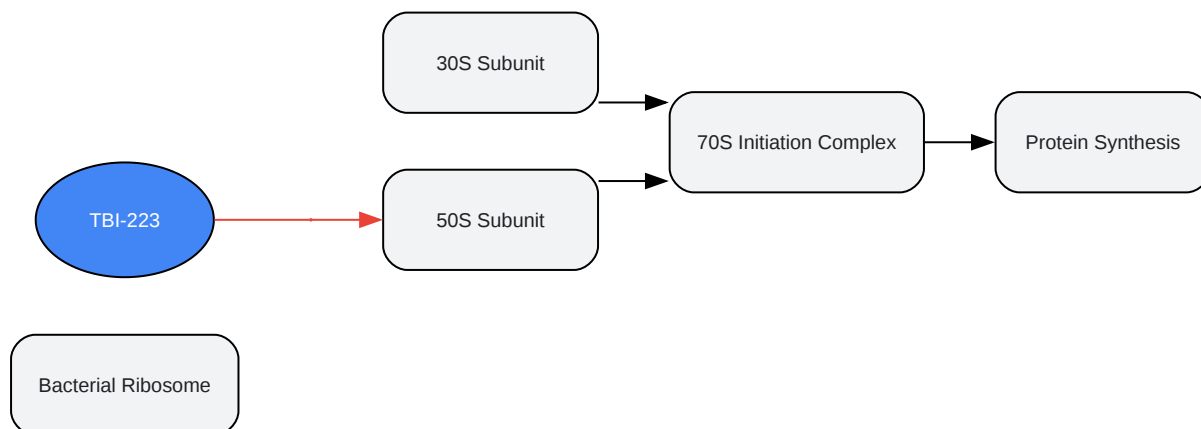 30S Subunit
70S Initiation Complex
Protein Synthesis
TBI-223
50S Subunit
Bacterial Ribosome